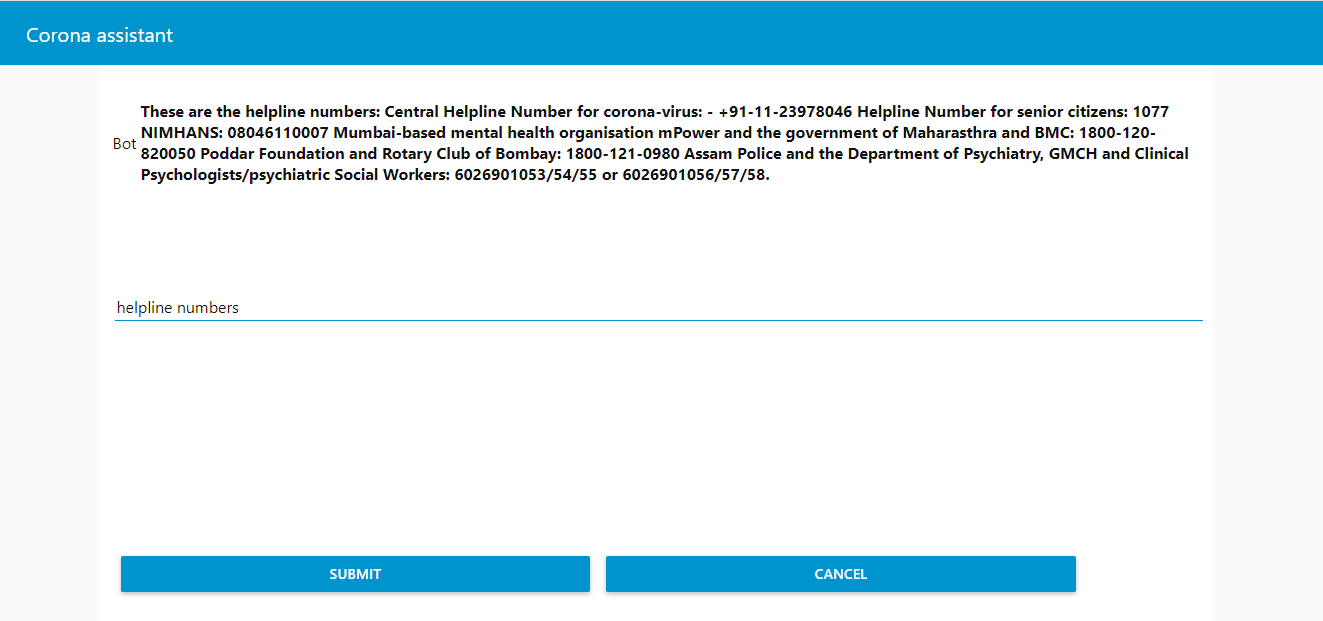 Corona assistant
These are the helpline numbers: Central Helpline Number for corona-virus: - +91-11-23978046 Helpline Number for senior citizens: 1077
NIMHANS: 08046110007 Mumbai-based mental health organisation mPower and the government of Maharasthra and BMC: 1800-120-
Bot
820050 Poddar Foundation and Rotary Club of Bombay: 1800-121-0980 Assam Police and the Department of Psychiatry, GMCH and Clinical
Psychologists/psychiatric Social Workers: 6026901053/54/55 or 6026901056/57/58.
helpline numbers
SUBMIT
CANCEL